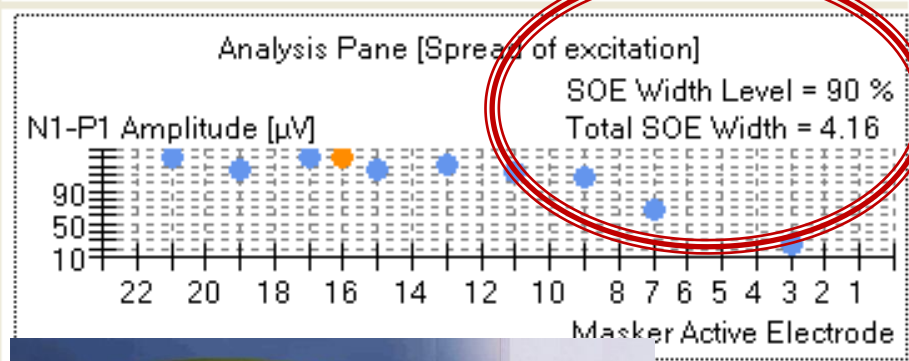 Analysis Pane [Spread of excitation]
SOE Width Level = 90 %
N1-P1 Amplitude [µV]
Total SOE Width = 4.16
90
50
10
22 20 18 16 14 12 10 8 7 6 5 4 3 2 1
Masker Active Electrode